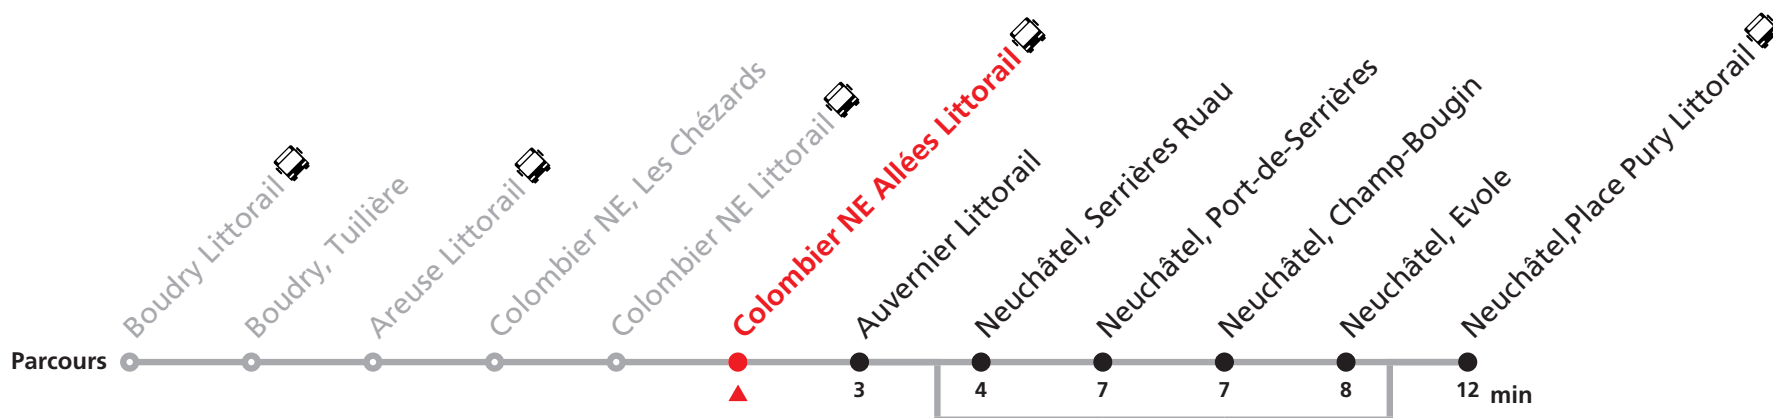 Boudry Littorail
Boudry, Tuilière
Areuse Littorail
Colombier NE, Les Chézards
Colombier NE Littorail
Colombier NE Allées Littorail
Auvernier Littorail
Neuchâtel, Serrières Ruau
Neuchâtel, Port-de-Serrières
Neuchâtel, Champ-Bougin
Neuchâtel, Evole
Neuchâtel,Place Pury Littorail
Parcours
3 4 7 7 8 12 min